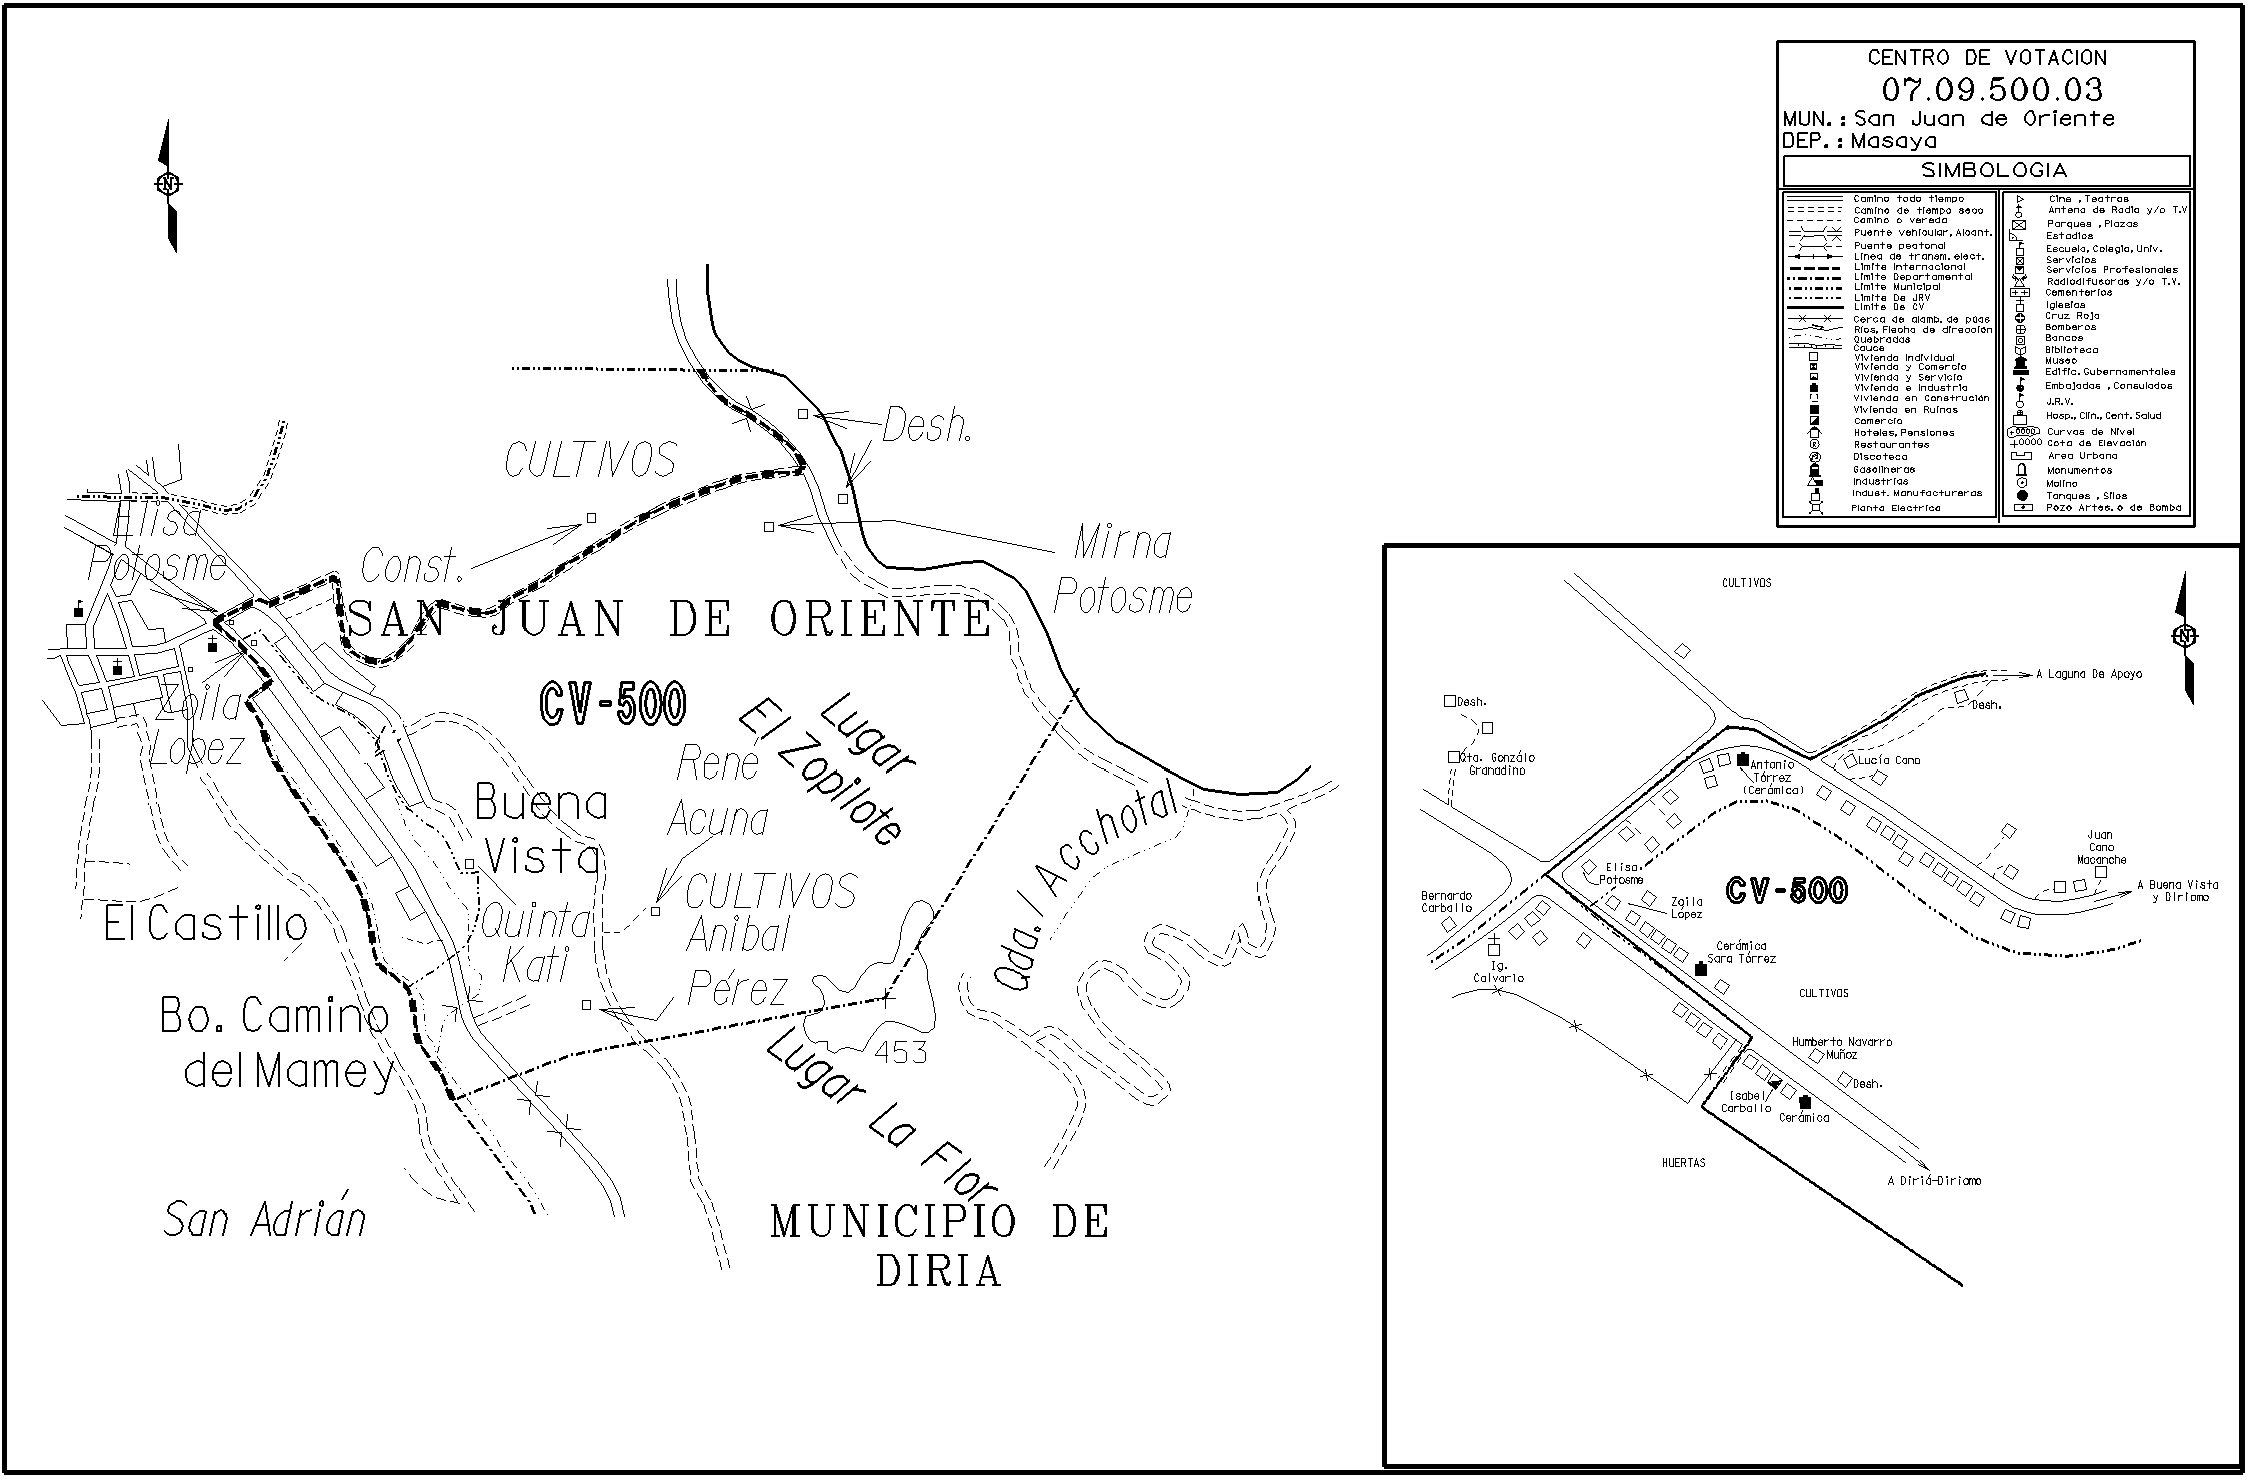 CENTRO DE VOTACION
07.09.500.03
MUN.: San Juan de Oriente
DEP.: Masaya
SIMBOLOGIA
Camino todo tiempo
Camino de tiempo seco
Camino o vereda
Puente vehicular, Alcant.
Puente peatonal
Linea de transm. elect.
Limite Internacional
Limite Departamental
Limite Municipal
Limite De JRV
Limite De CV
Cerca de alamb. de púas
Ríos, Flecha de dirección
Quebradas
Cauce
Vivienda Individual
Vivienda y Comercio
Vivienda y Servicio
Vivienda e Industria
Vivienda en Construción
Vivienda en Ruinas
Comercio
Hoteles, Pensiones
Restaurantes
Discoteca
Gasolineras
Industrias
Indust. Manufactureras
Planta Electrica
Cine , Teatros
Antena de Radio y/o T.V
Parques , Plazas
Estadios
Escuela, Colegio, Univ.
Servicios
Servicios Profesionales
Radiodifusoras y/o T.V.
Cementerios
Iglesias
Cruz Roja
Bomberos
Bancos
Biblioteca
Museo
Edific. Gubernamentales
Embajadas , Consulados
J.R.V.
Hosp., Clín., Cent. Salud
+0000 Curvas de Nivel
+0000 Cota de Elevación
Area Urbana
Monumentos
Molino
Tanques , Silos
Pozo Artes. o de Bomba
N
Desh.
CULTIVOS
Elisa
Potosme
Const.
Mirna
Potosme
SAN JUAN DE ORIENTE
CV-500
Zoila
Lopez
Lugar
El Zopilote
René
Acuna
Buena
Vista
Qda. / Acchotal
CULTIVOS
Anibal
Pérez
Quinta
Kati
El Castillo
Bo. Camino
del Mamey
453
Lugar La Flor
San Adrián
MUNICIPIO DE
DIRIA
CULTIVOS
N
A Laguna De Apoyo
Desh.
Desh.
Qta. Gonzálo
Granadino
Lucía Cano
Antonio
Tórrez
(Cerámica)
Juan
Cano
Macanche
A Buena Vista
y Diriomo
Elisa
Potosme
CV-500
Bernardo
Carballo
Zoila
Lopez
Cerámica
Sara Tórrez
Ig.
Calvario
CULTIVOS
Humberto Navarro
Muñoz
Desh.
Isabel
Carballo
Cerámica
HUERTAS
A Diriá-Diriomo